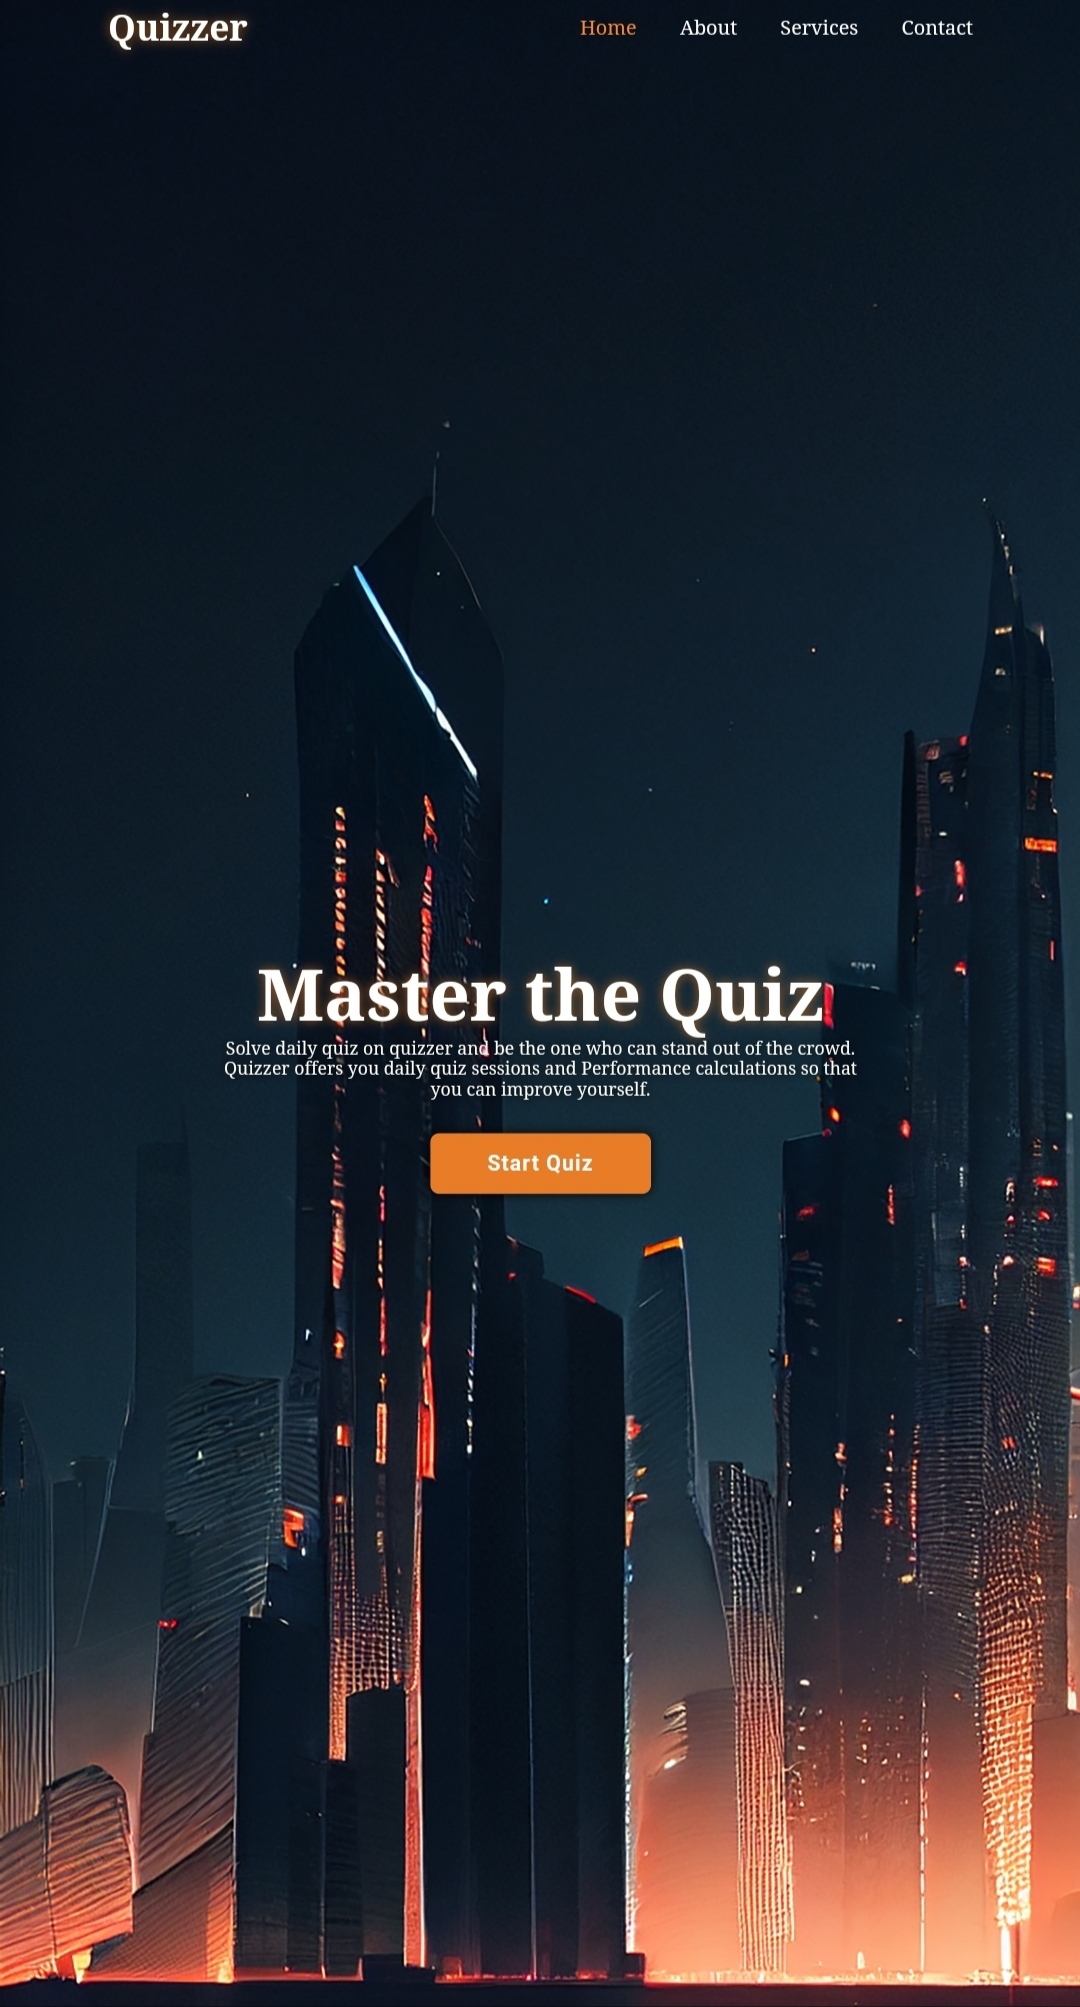 Quizzer
Home About Services Contact
Master the Quiz
Solve daily quiz on quizzer and be the one who can stand out of the crowd.
Quizzer offers you daily quiz sessions and Performance calculations so that
you can improve yourself.
Start Quiz